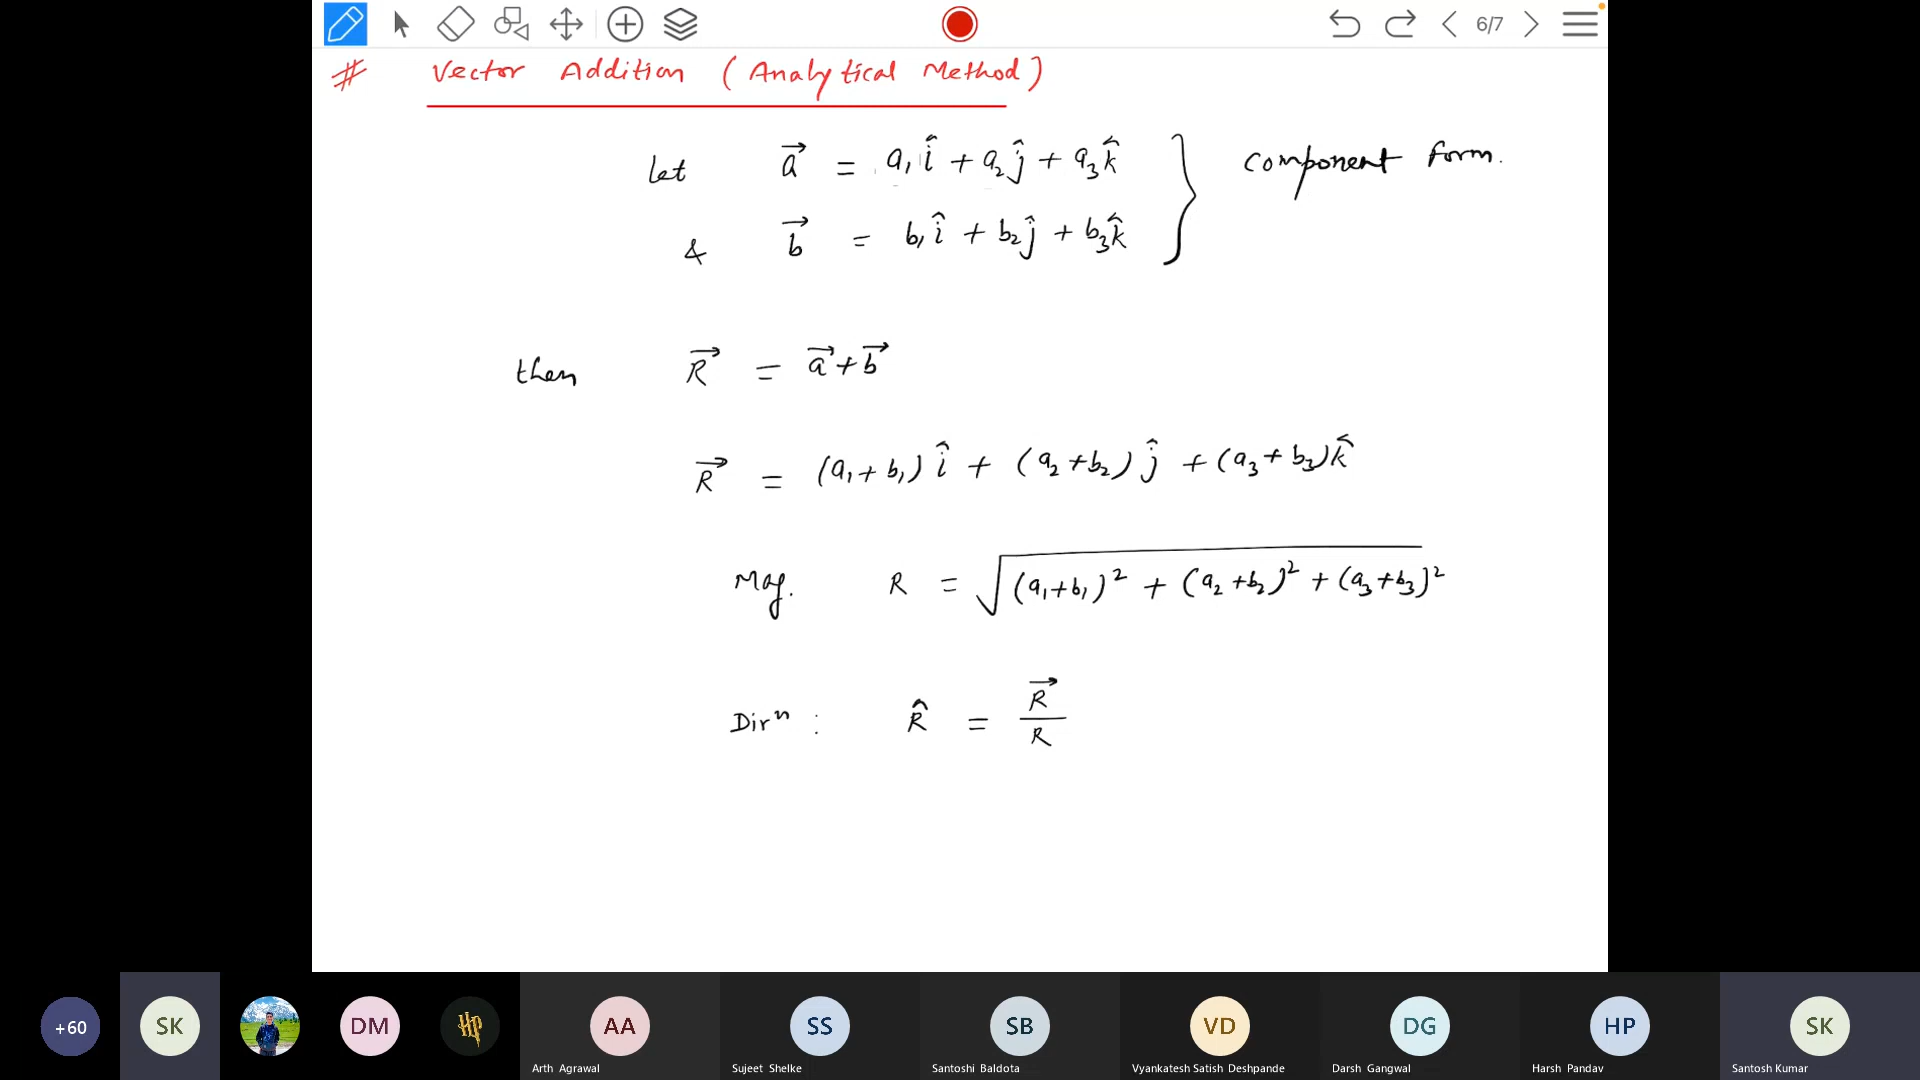 6/7
# Vector Addition (Analytical Method)
Let a⃗ = a₁î + a₂ĵ + a₃k̂ } component form.
& b⃗ = b₁î + b₂ĵ + b₃k̂
then R⃗ = a⃗ + b⃗
R⃗ = (a₁ + b₁) î + (a₂ + b₂) ĵ + (a₃ + b₃) k̂
Mag. R = √(a₁+b₁)² + (a₂+b₂)² + (a₃+b₃)²
Dirⁿ : R̂ = R⃗/R
+60 SK DM HP AA SS SB VD DG HP SK
Arth Agrawal Sujeet Shelke Santoshi Baldota Vyankatesh Satish Deshpande Darsh Gangwal Harsh Pandav Santosh Kumar